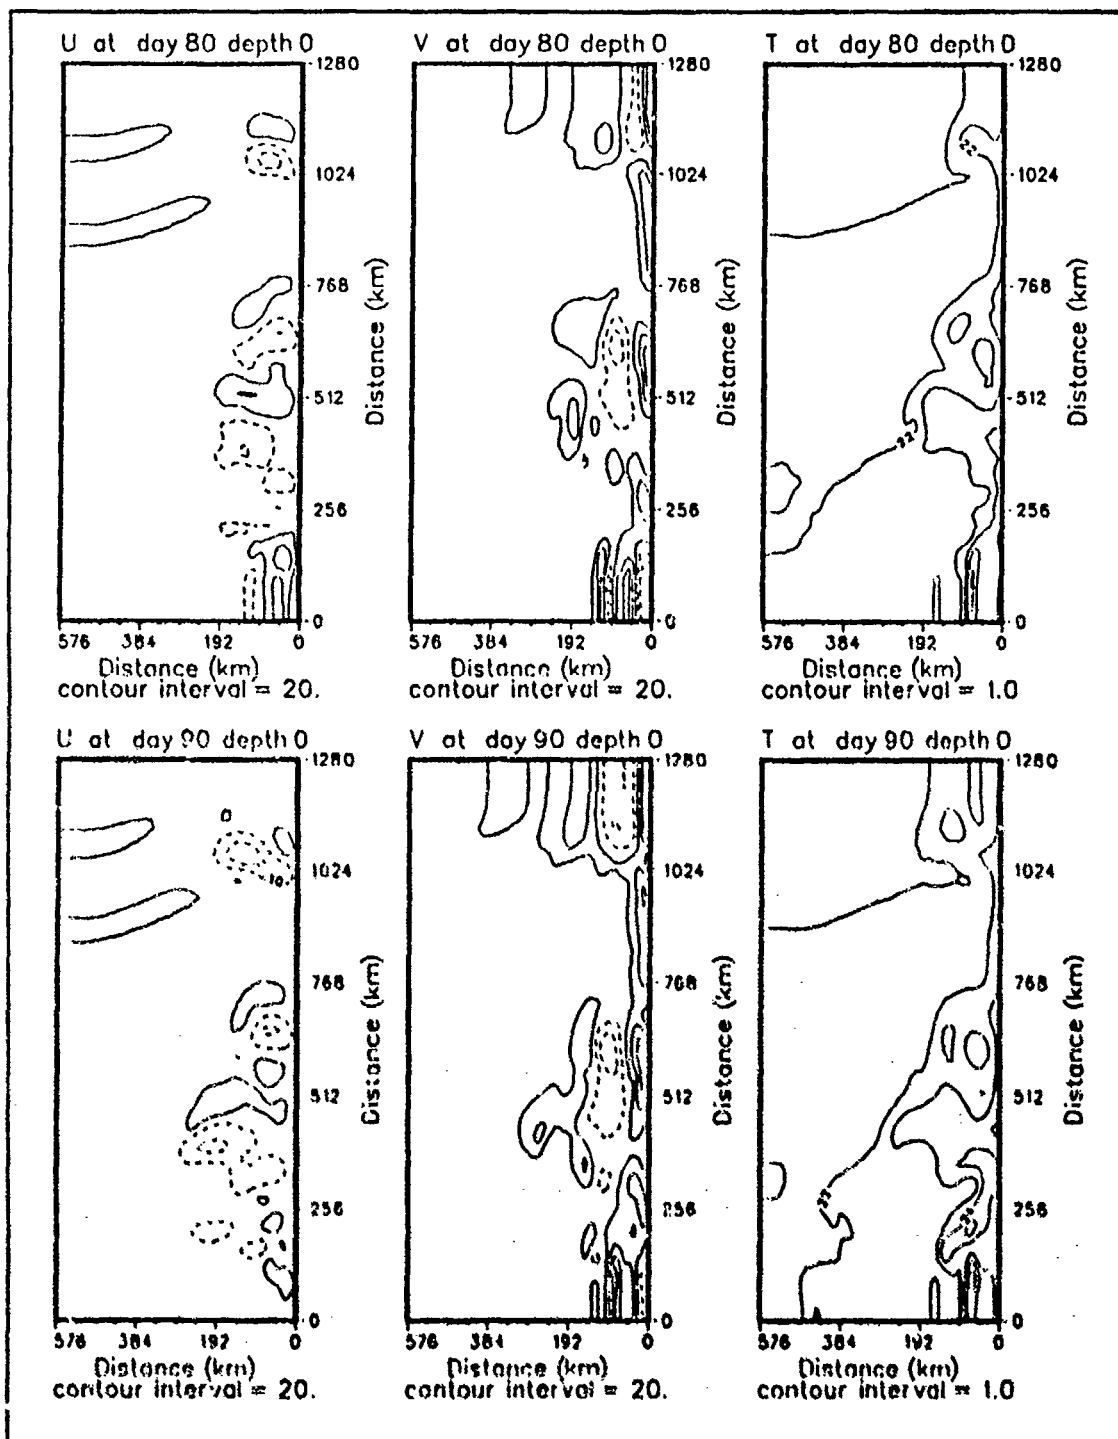 U at day 80 depth 0
V at day 80 depth 0
T at day 80 depth 0
1280
1024
768
512
256
0
Distance (km)
576 384 192 0
Distance (km)
contour interval = 20.
1280
1024
768
512
256
0
Distance (km)
576 384 192 0
Distance (km)
contour interval = 20.
22
22
1280
1024
768
512
256
0
Distance (km)
576 384 192 0
Distance (km)
contour interval = 1.0
U at day 90 depth 0
V at day 90 depth 0
T at day 90 depth 0
10
1280
1024
768
512
256
0
Distance (km)
576 384 192 0
Distance (km)
contour interval = 20.
1280
1024
768
512
256
0
Distance (km)
576 384 192 0
Distance (km)
contour interval = 20.
22
24
1280
1024
768
512
256
0
Distance (km)
576 384 192 0
Distance (km)
contour interval = 1.0